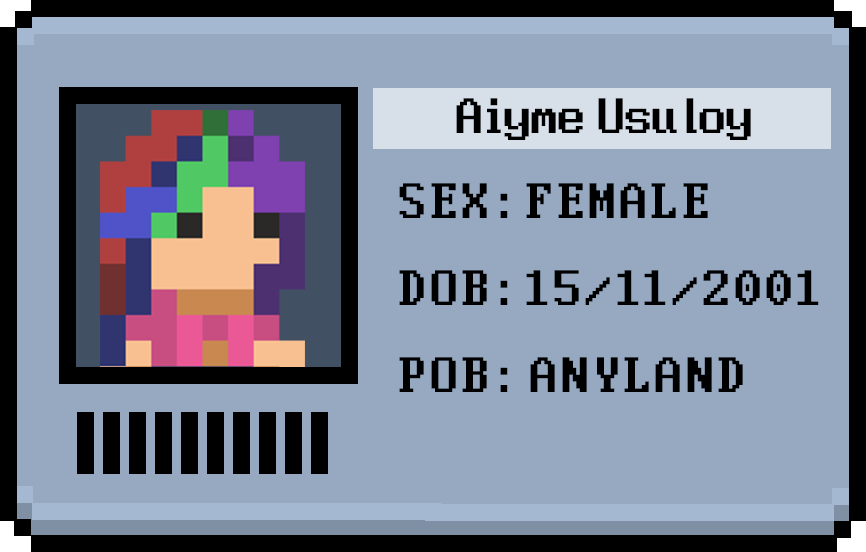 Aiyme Usuloy
SEX: FEMALE
DOB: 15/11/2001
POB: ANYLAND